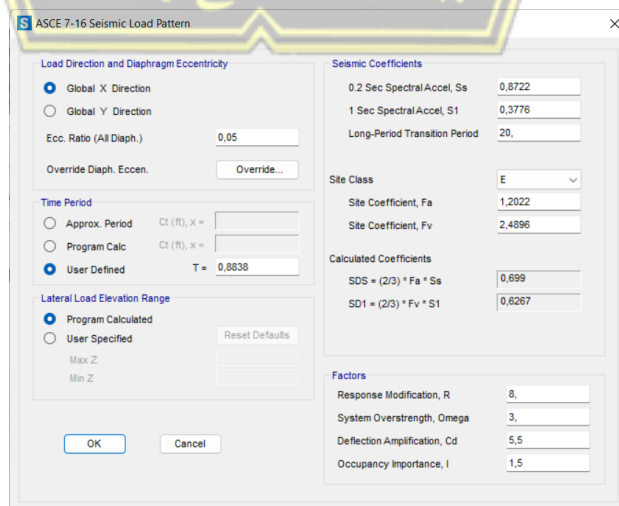 S ASCE 7-16 Seismic Load Pattern
Load Direction and Diaphragm Eccentricity
Global X Direction
Global Y Direction
Ecc. Ratio (All Diaph.) 0,05
Override Diaph. Eccen. Override...
Time Period
Approx. Period Ct (ft), x =
Program Calc Ct (ft), x =
User Defined T = 0,8838
Lateral Load Elevation Range
Program Calculated
User Specified Reset Defaults
Max Z
Min Z
OK Cancel
Seismic Coefficients
0.2 Sec Spectral Accel, Ss 0,8722
1 Sec Spectral Accel, S1 0,3776
Long-Period Transition Period 20,
Site Class E
Site Coefficient, Fa 1,2022
Site Coefficient, Fv 2,4896
Calculated Coefficients
SDS = (2/3) * Fa * Ss 0,699
SD1 = (2/3) * Fv * S1 0,6267
Factors
Response Modification, R 8,
System Overstrength, Omega 3,
Deflection Amplification, Cd 5,5
Occupancy Importance, I 1,5